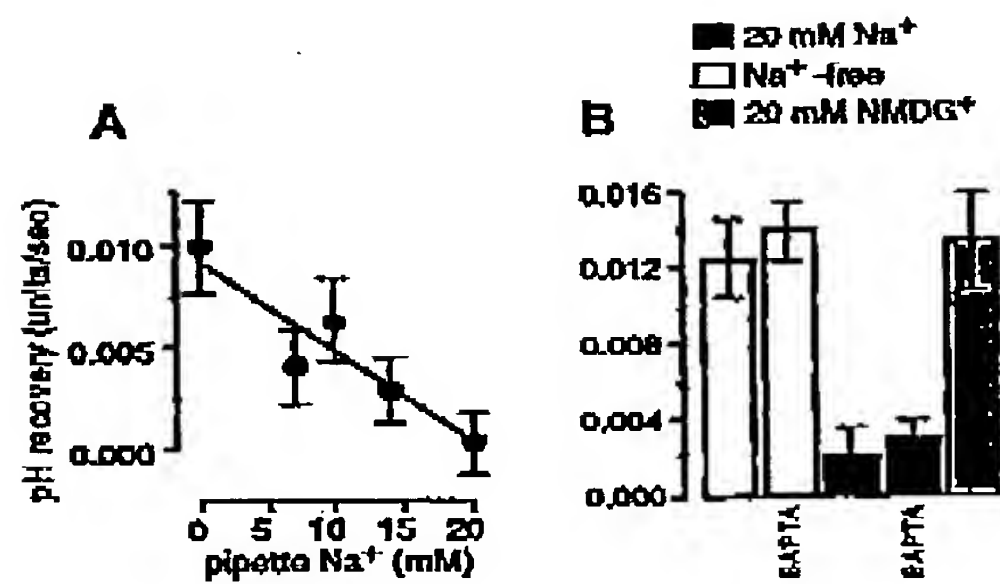 20 mM Na+
Na+-free
20 mM NMDG+
A
B
pH recovery (units/sec)
0.010
0.005
0.000
0 5 10 15 20
pipette Na+ (mM)
0.016
0.012
0.008
0.004
0.000
BAPTA
BAPTA